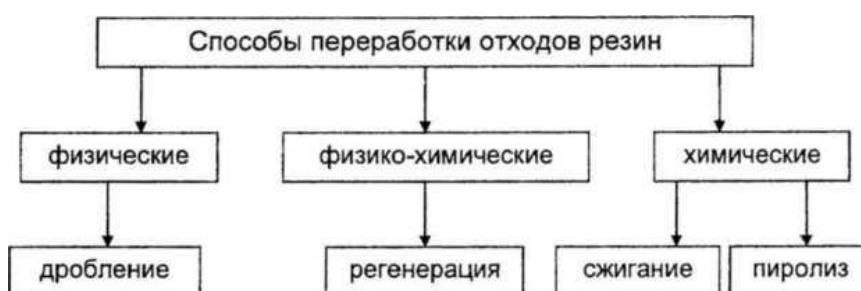 Способы переработки отходов резин
физические
физико-химические
химические
дробление
регенерация
сжигание
пиролиз